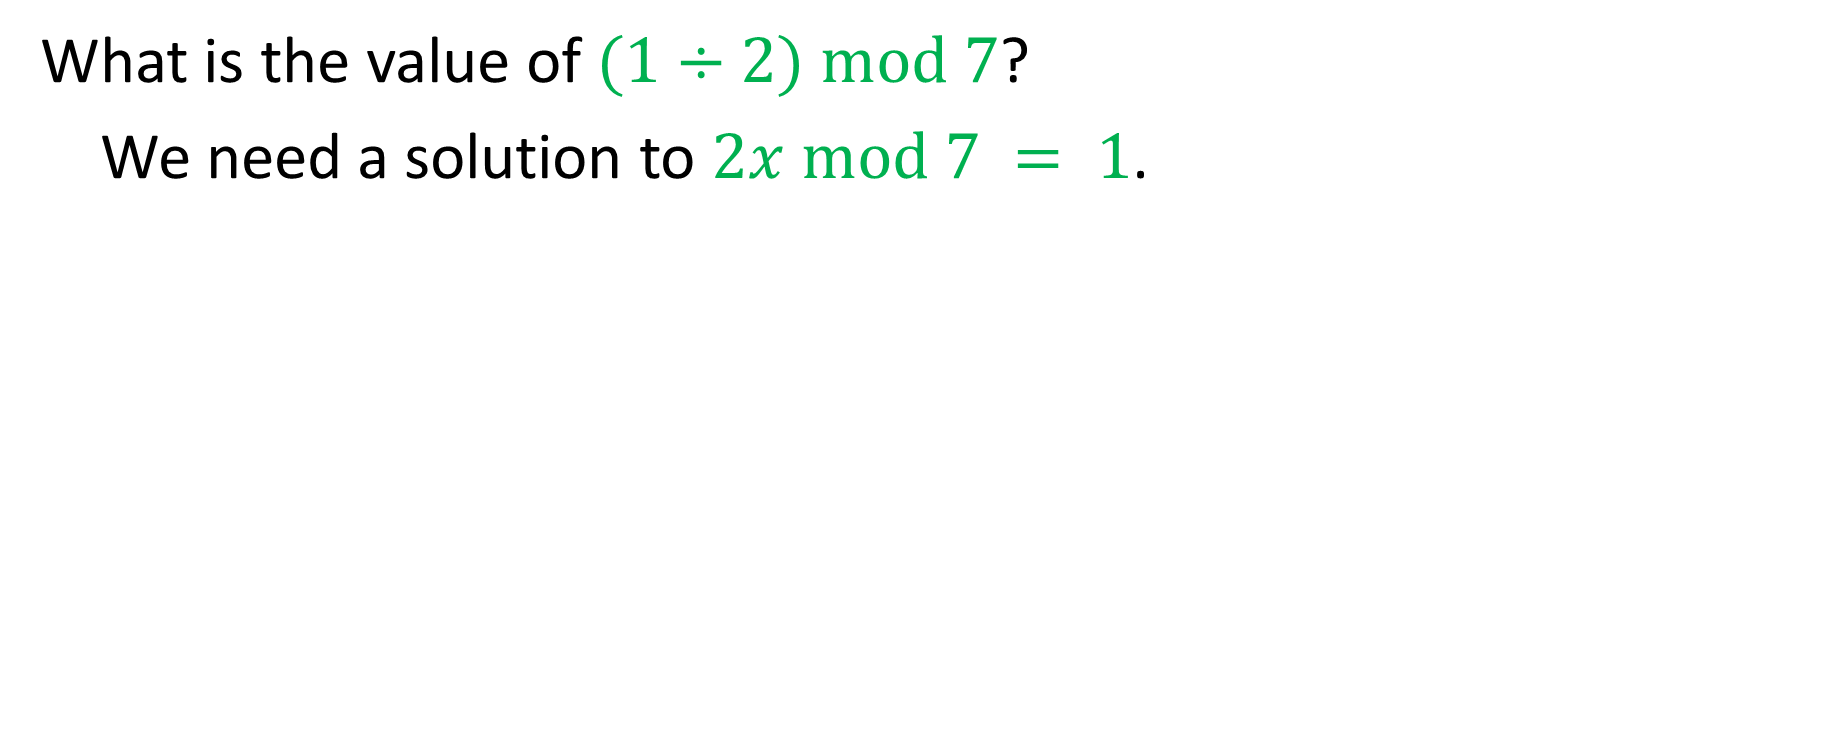 What is the value of (1 ÷ 2) mod 7?
We need a solution to 2x mod 7 = 1.